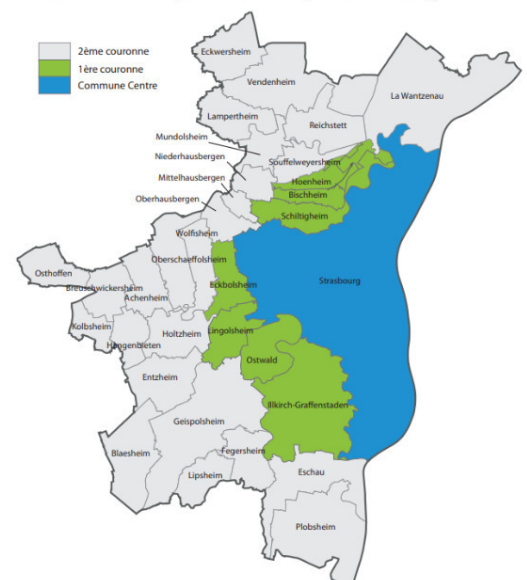 2ème couronne
1ère couronne
Commune Centre
Eckwersheim
Vendenheim
La Wantzenau
Lampertheim
Reichstett
Mundolsheim
Souffelweyersheim
Niederhausbergen
Hoenheim
Mittelhausbergen
Bischheim
Oberhausbergen
Schiltigheim
Wolfisheim
Oberschaeffolsheim
Osthoffen
Strasbourg
Breuschwickersheim
Eckbolsheim
Achenheim
Kolbsheim
Holtzheim
Lingolsheim
Hangenbieten
Ostwald
Entzheim
Illkirch-Graffenstaden
Geispolsheim
Blaesheim
Fegersheim
Eschau
Lipsheim
Plobsheim